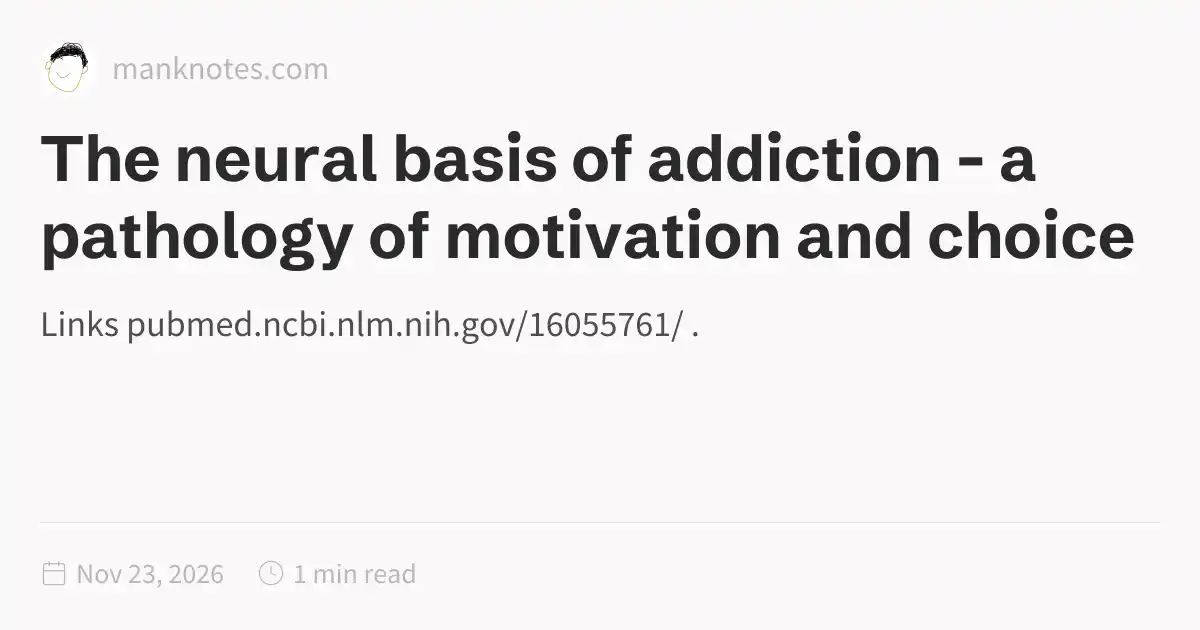 manknotes.com
The neural basis of addiction - a
pathology of motivation and choice
Links pubmed.ncbi.nlm.nih.gov/16055761/ .
Nov 23, 2026 1 min read